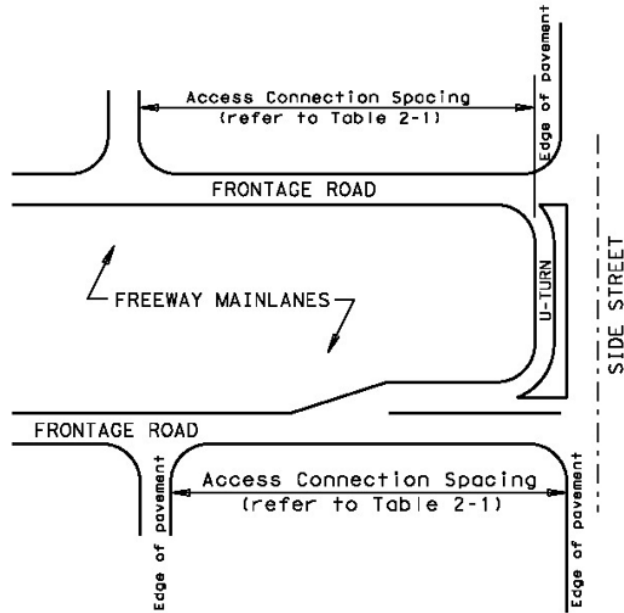 Edge of pavement
Access Connection Spacing
(refer to Table 2-1)
FRONTAGE ROAD
U-TURN
SIDE STREET
FREEWAY MAINLANES
FRONTAGE ROAD
Access Connection Spacing
(refer to Table 2-1)
Edge of pavement
Edge of pavement